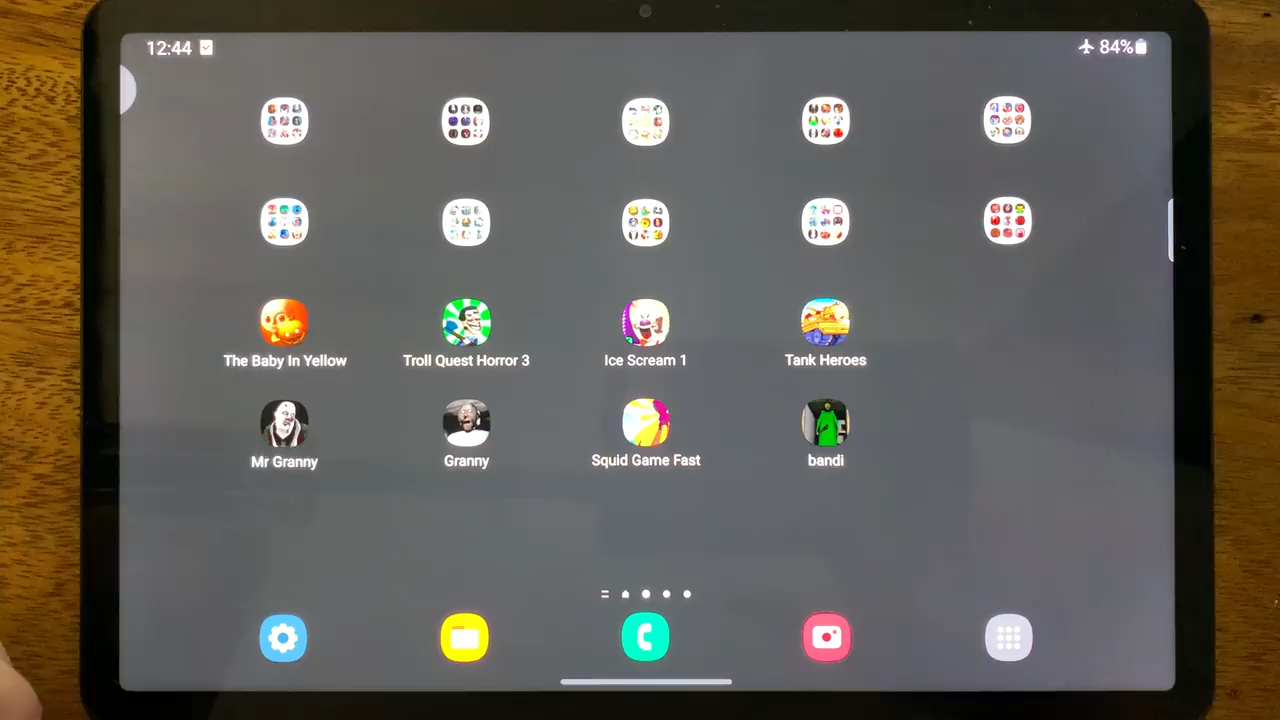 12:44
84%
The Baby In Yellow
Troll Quest Horror 3
Ice Scream 1
Tank Heroes
Mr Granny
Granny
Squid Game Fast
bandi